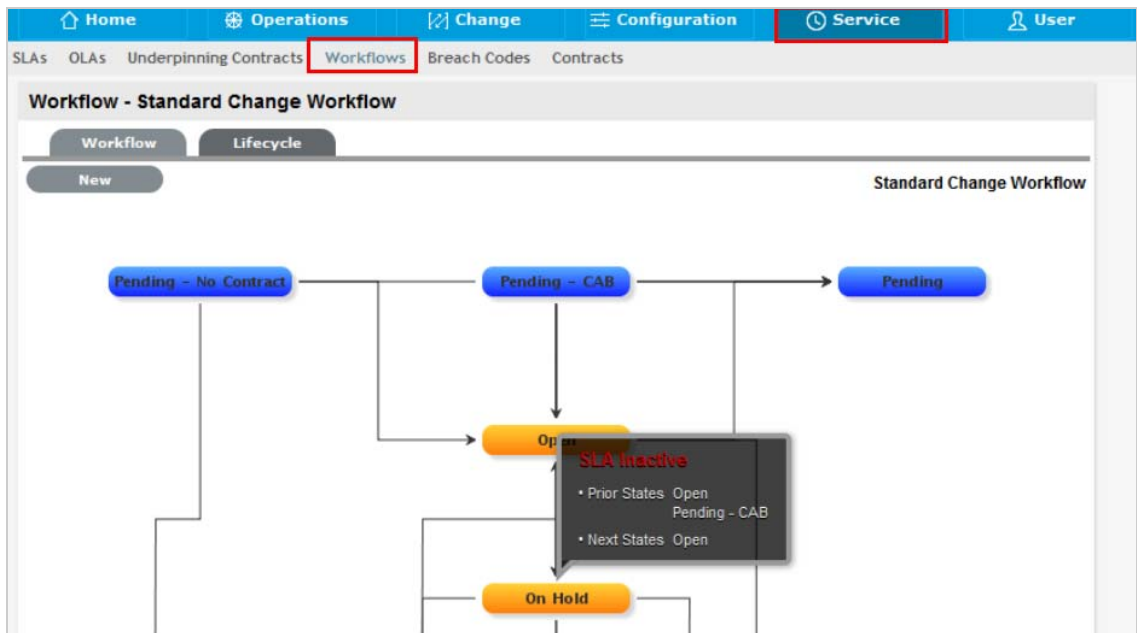 Home Operations Change Configuration Service User
SLAs OLAs Underpinning Contracts Workflows Breach Codes Contracts
Workflow - Standard Change Workflow
Workflow Lifecycle
New
Standard Change Workflow
Pending - No Contract Pending - CAB Pending
Open
SLA Inactive
• Prior States Open
Pending - CAB
• Next States Open
On Hold